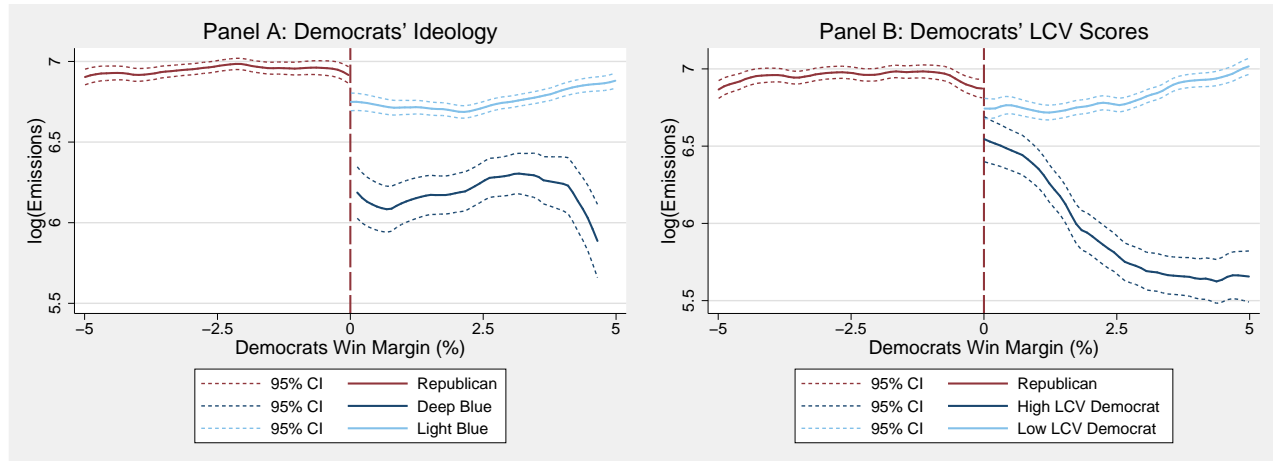 Panel A: Democrats' Ideology
log(Emissions)
7
6.5
6
5.5
−5
−2.5
0
2.5
5
Democrats Win Margin (%)
95% CI
Republican
95% CI
Deep Blue
95% CI
Light Blue
Panel B: Democrats' LCV Scores
log(Emissions)
7
6.5
6
5.5
−5
−2.5
0
2.5
5
Democrats Win Margin (%)
95% CI
Republican
95% CI
High LCV Democrat
95% CI
Low LCV Democrat